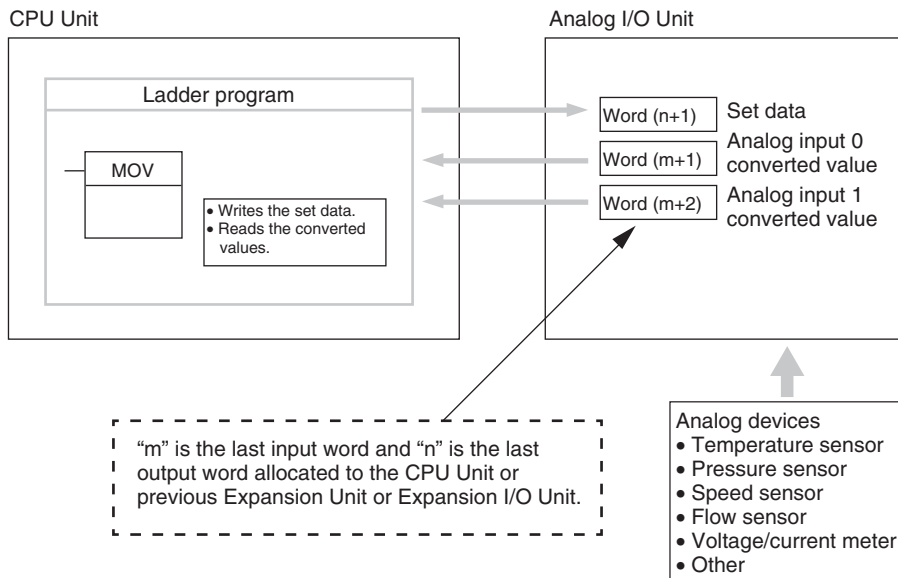 CPU Unit
Analog I/O Unit
Ladder program
MOV
• Writes the set data.
• Reads the converted
values.
Word (n+1)
Set data
Word (m+1)
Analog input 0
converted value
Word (m+2)
Analog input 1
converted value
“m” is the last input word and “n” is the last
output word allocated to the CPU Unit or
previous Expansion Unit or Expansion I/O Unit.
Analog devices
• Temperature sensor
• Pressure sensor
• Speed sensor
• Flow sensor
• Voltage/current meter
• Other